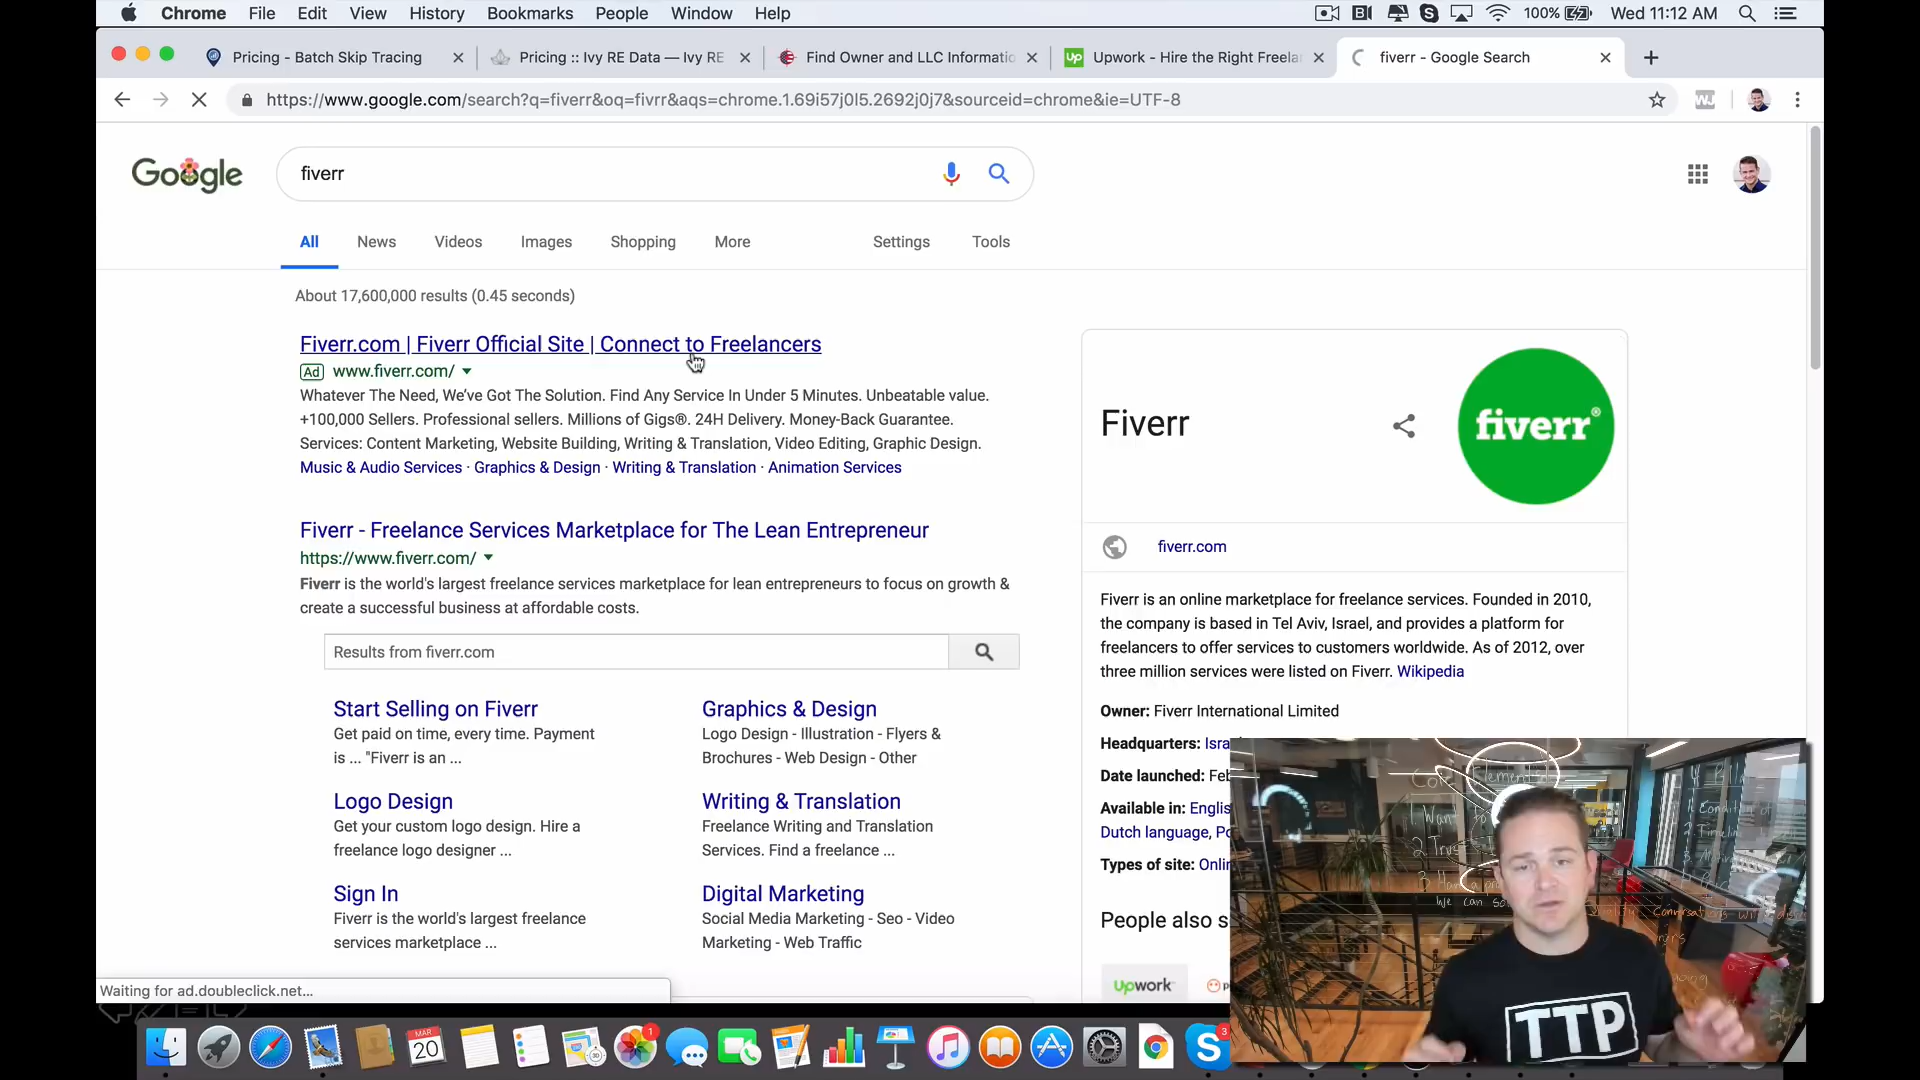 Chrome File Edit View History Bookmarks People Window Help 100% Wed 11:12 AM
Pricing - Batch Skip Tracing Pricing :: Ivy RE Data — Ivy RE Find Owner and LLC Informatio Upwork - Hire the Right Freela fiverr - Google Search
https://www.google.com/search?q=fiverr&oq=fivrr&aqs=chrome.1.69i57j0l5.2692j0j7&sourceid=chrome&ie=UTF-8
Google fiverr
All News Videos Images Shopping More Settings Tools
About 17,600,000 results (0.45 seconds)
Fiverr.com | Fiverr Official Site | Connect to Freelancers
Ad www.fiverr.com/
Whatever The Need, We've Got The Solution. Find Any Service In Under 5 Minutes. Unbeatable value.
+100,000 Sellers. Professional sellers. Millions of Gigs®. 24H Delivery. Money-Back Guarantee.
Services: Content Marketing, Website Building, Writing & Translation, Video Editing, Graphic Design.
Music & Audio Services · Graphics & Design · Writing & Translation · Animation Services
Fiverr - Freelance Services Marketplace for The Lean Entrepreneur
https://www.fiverr.com/
Fiverr is the world's largest freelance services marketplace for lean entrepreneurs to focus on growth &
create a successful business at affordable costs.
Results from fiverr.com
Start Selling on Fiverr
Get paid on time, every time. Payment
is ... "Fiverr is an ...
Graphics & Design
Logo Design - Illustration - Flyers &
Brochures - Web Design - Other
Logo Design
Get your custom logo design. Hire a
freelance logo designer ...
Writing & Translation
Freelance Writing and Translation
Services. Find a freelance ...
Sign In
Fiverr is the world's largest freelance
services marketplace ...
Digital Marketing
Social Media Marketing - Seo - Video
Marketing - Web Traffic
Waiting for ad.doubleclick.net...
Fiverr
fiverr®
fiverr.com
Fiverr is an online marketplace for freelance services. Founded in 2010,
the company is based in Tel Aviv, Israel, and provides a platform for
freelancers to offer services to customers worldwide. As of 2012, over
three million services were listed on Fiverr. Wikipedia
Owner: Fiverr International Limited
Headquarters: Isra
Date launched: Feb
Available in: Englis
Dutch language, Po
Types of site: Onlin
People also s
Upwork
MAR
20
1
3
TTP